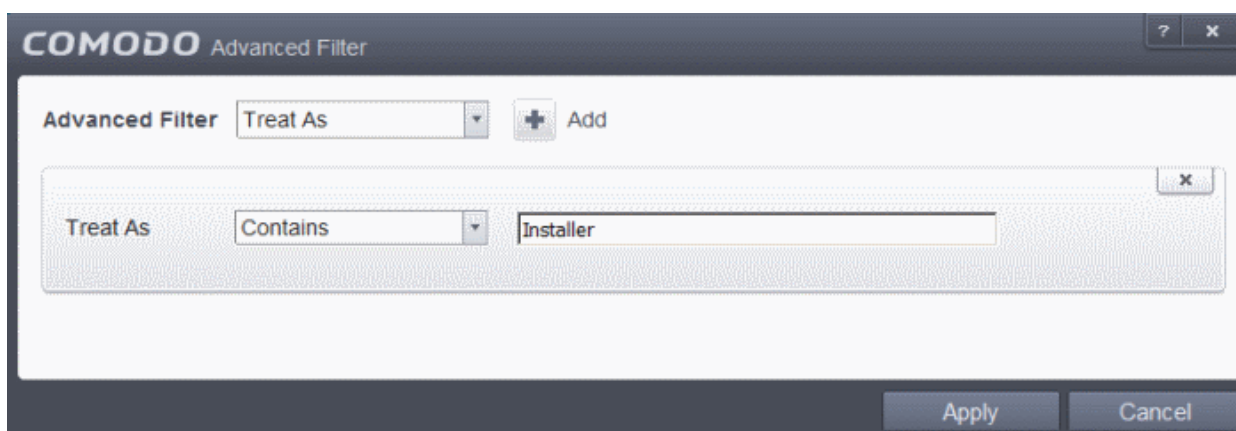 COMODO Advanced Filter ? x
Advanced Filter Treat As + Add
x
Treat As Contains Installer
Apply Cancel